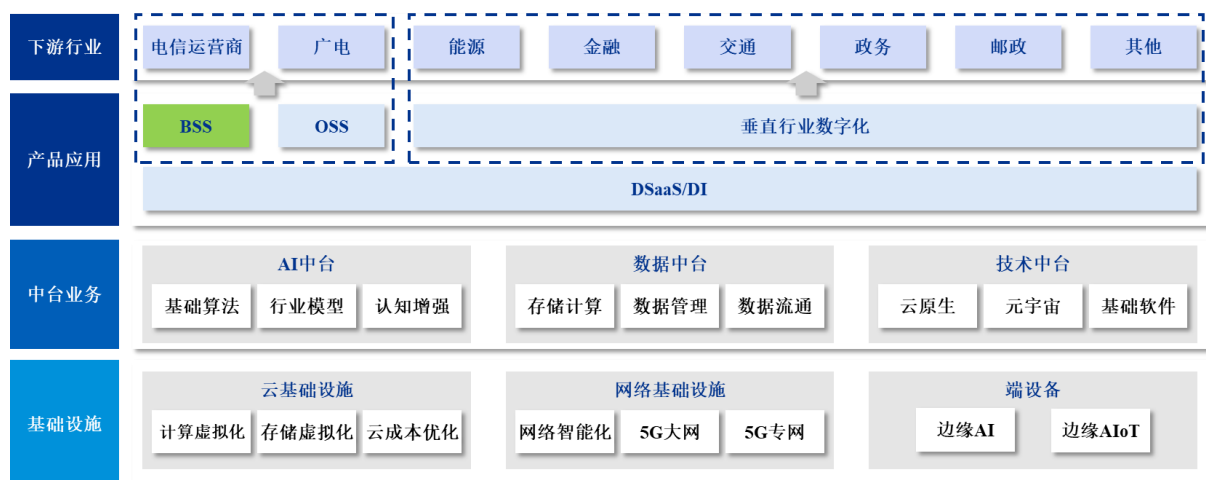 下游行业
电信运营商
广电
能源
金融
交通
政务
邮政
其他
产品应用
BSS
OSS
垂直行业数字化
DSaaS/DI
中台业务
AI中台
基础算法
行业模型
认知增强
数据中台
存储计算
数据管理
数据流通
技术中台
云原生
元宇宙
基础软件
基础设施
云基础设施
计算虚拟化
存储虚拟化
云成本优化
网络基础设施
网络智能化
5G大网
5G专网
端设备
边缘AI
边缘AIoT